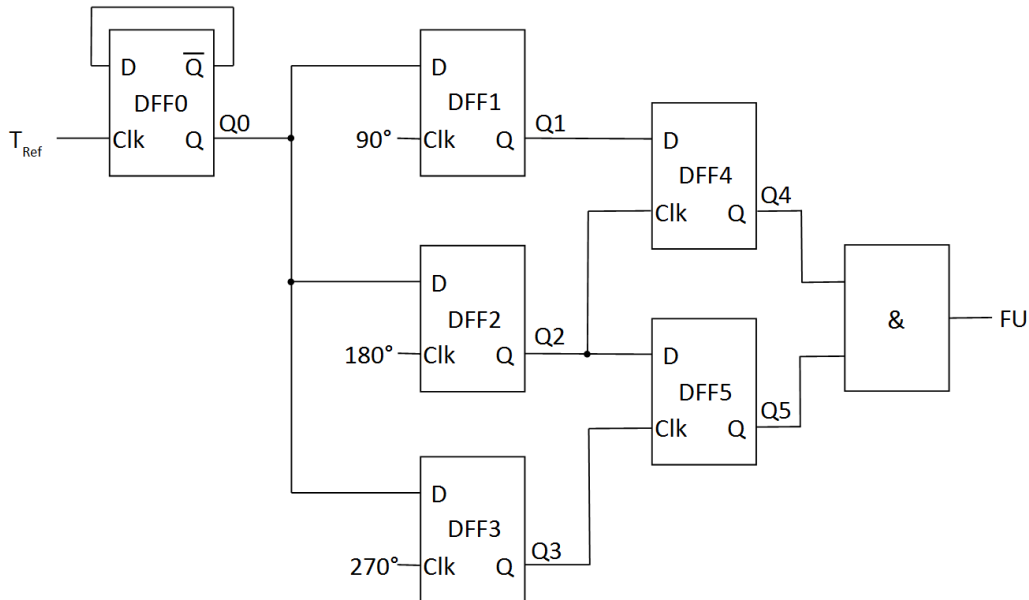 D Q̅
DFF0
T_Ref Clk Q Q0
D
DFF1
90° Clk Q Q1
D
DFF4
Clk Q Q4
D
DFF2
180° Clk Q Q2
D
DFF5
Clk Q Q5
& FU
D
DFF3
270° Clk Q Q3